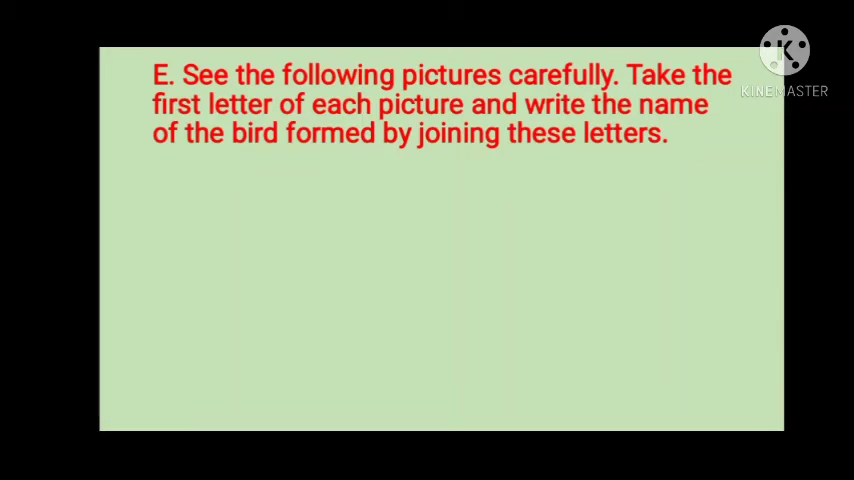 E. See the following pictures carefully. Take the
first letter of each picture and write the name
of the bird formed by joining these letters.
K
KINEMASTER